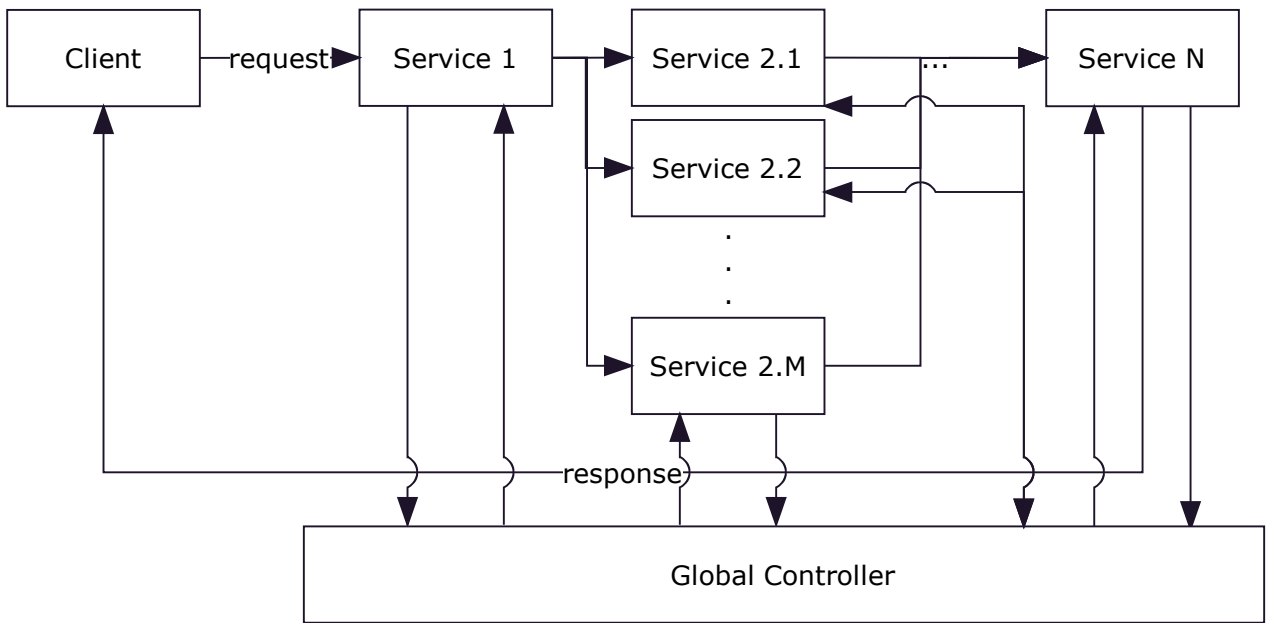 Client
request
Service 1
Service 2.1
...
Service N
Service 2.2
.
.
.
Service 2.M
response
Global Controller